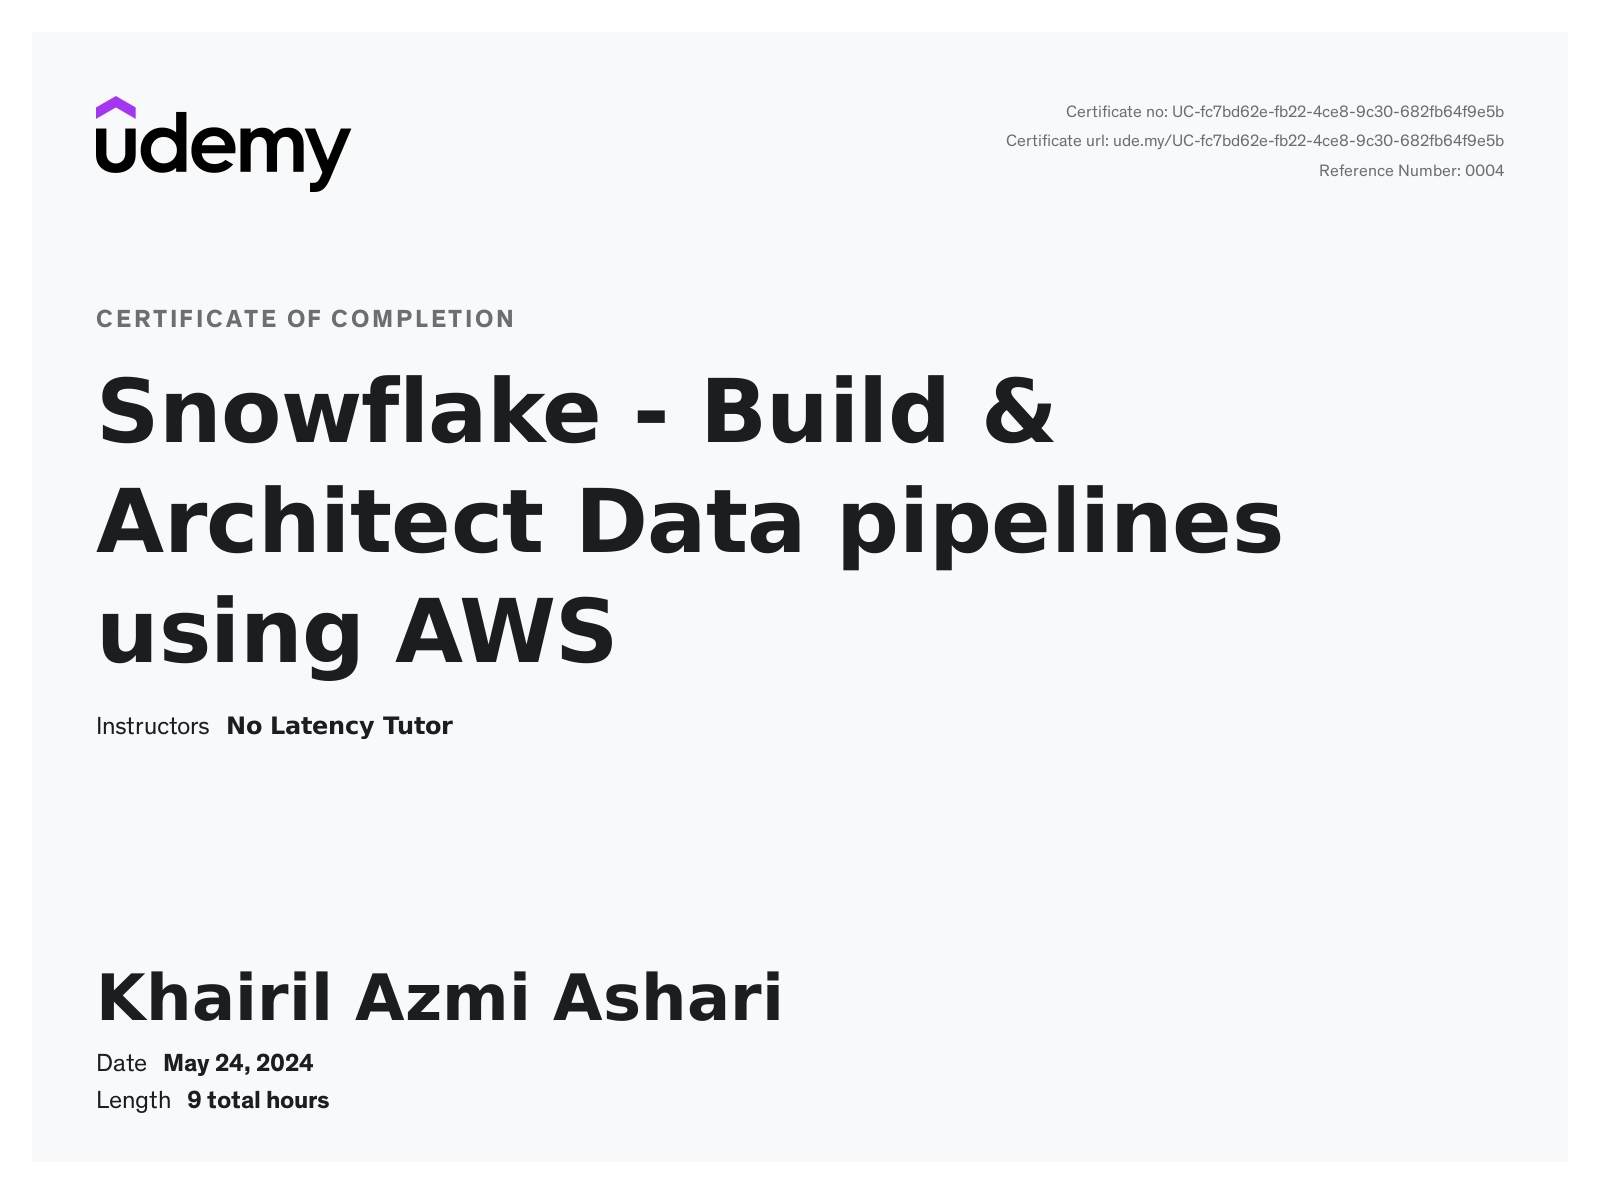 udemy
Certificate no: UC-fc7bd62e-fb22-4ce8-9c30-682fb64f9e5b
Certificate url: ude.my/UC-fc7bd62e-fb22-4ce8-9c30-682fb64f9e5b
Reference Number: 0004
CERTIFICATE OF COMPLETION
Snowflake - Build &
Architect Data pipelines
using AWS
Instructors No Latency Tutor
Khairil Azmi Ashari
Date May 24, 2024
Length 9 total hours